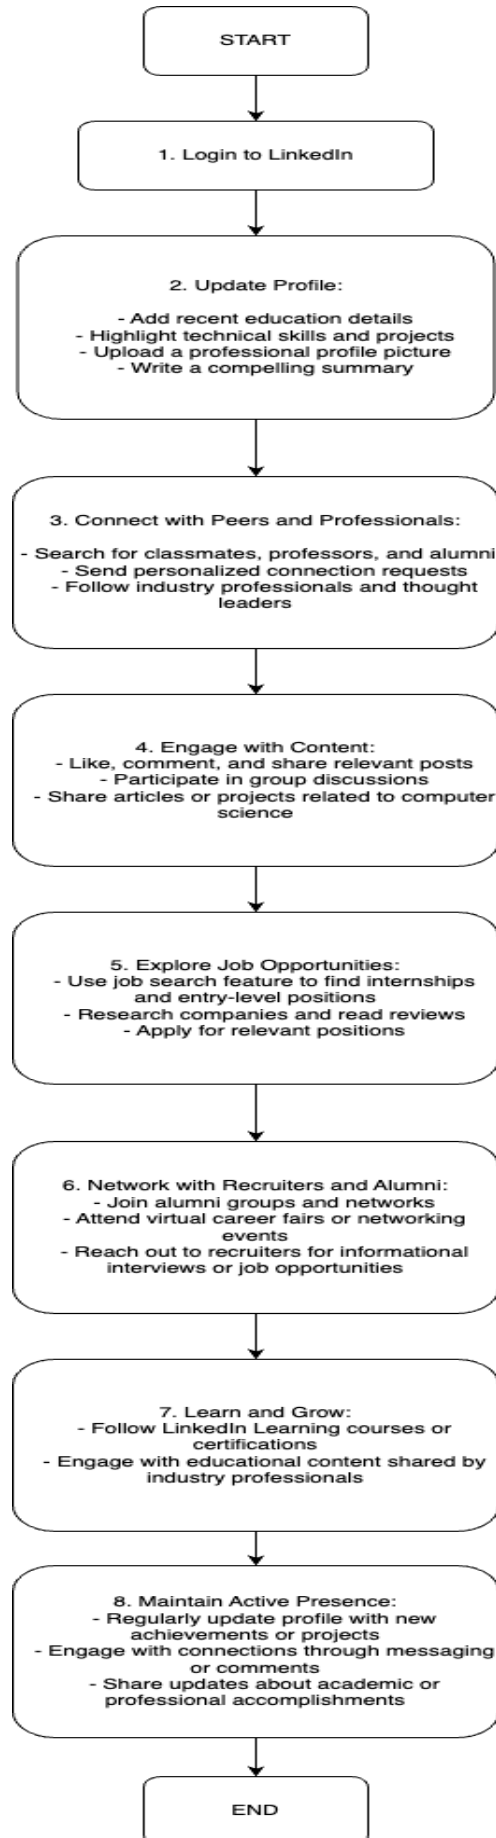 START
1. Login to LinkedIn
2. Update Profile:
- Add recent education details
- Highlight technical skills and projects
- Upload a professional profile picture
- Write a compelling summary
3. Connect with Peers and Professionals:
- Search for classmates, professors, and alumni
- Send personalized connection requests
- Follow industry professionals and thought
leaders
4. Engage with Content:
- Like, comment, and share relevant posts
- Participate in group discussions
- Share articles or projects related to computer
science
5. Explore Job Opportunities:
- Use job search feature to find internships
and entry-level positions
- Research companies and read reviews
- Apply for relevant positions
6. Network with Recruiters and Alumni:
- Join alumni groups and networks
- Attend virtual career fairs or networking
events
- Reach out to recruiters for informational
interviews or job opportunities
7. Learn and Grow:
- Follow LinkedIn Learning courses or
certifications
- Engage with educational content shared by
industry professionals
8. Maintain Active Presence:
- Regularly update profile with new
achievements or projects
- Engage with connections through messaging
or comments
- Share updates about academic or
professional accomplishments
END